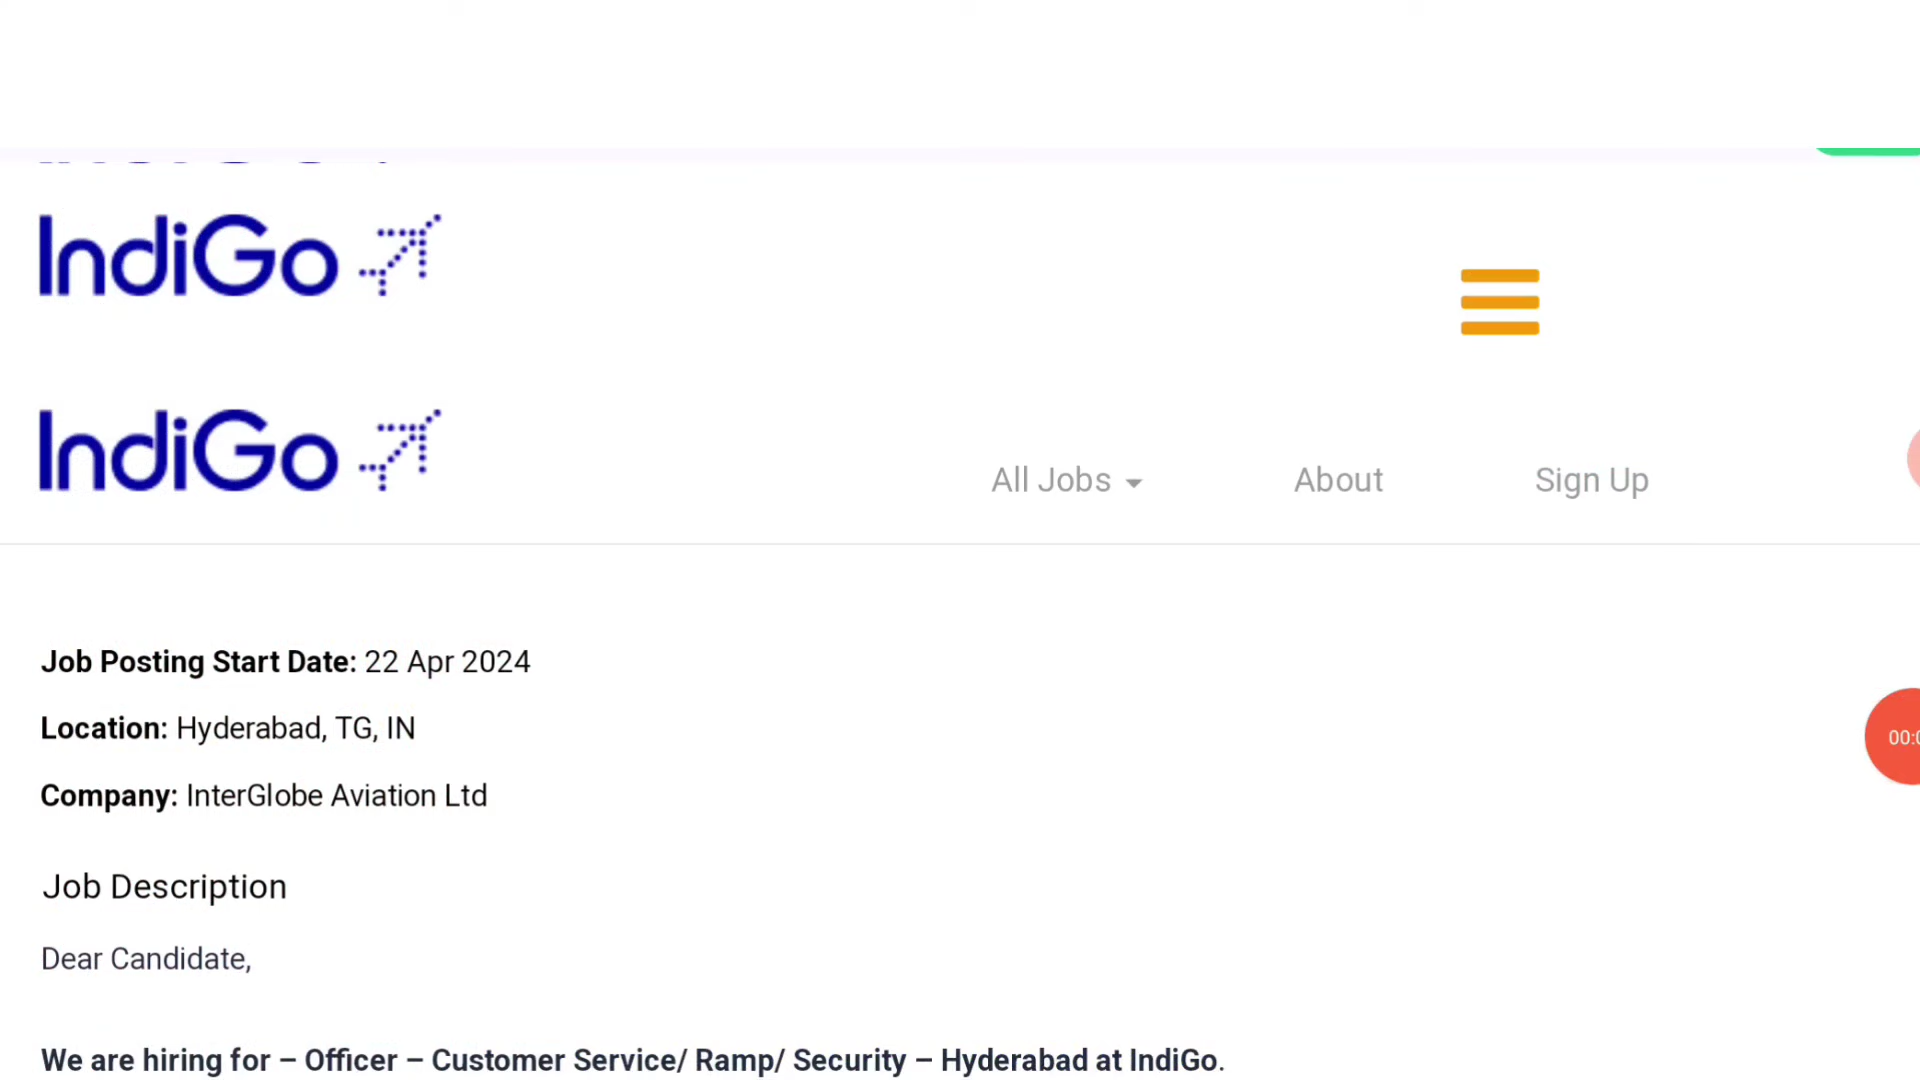 IndiGo
IndiGo
All Jobs
About
Sign Up
Job Posting Start Date: 22 Apr 2024
Location: Hyderabad, TG, IN
Company: InterGlobe Aviation Ltd
Job Description
Dear Candidate,
We are hiring for – Officer – Customer Service/ Ramp/ Security – Hyderabad at IndiGo.